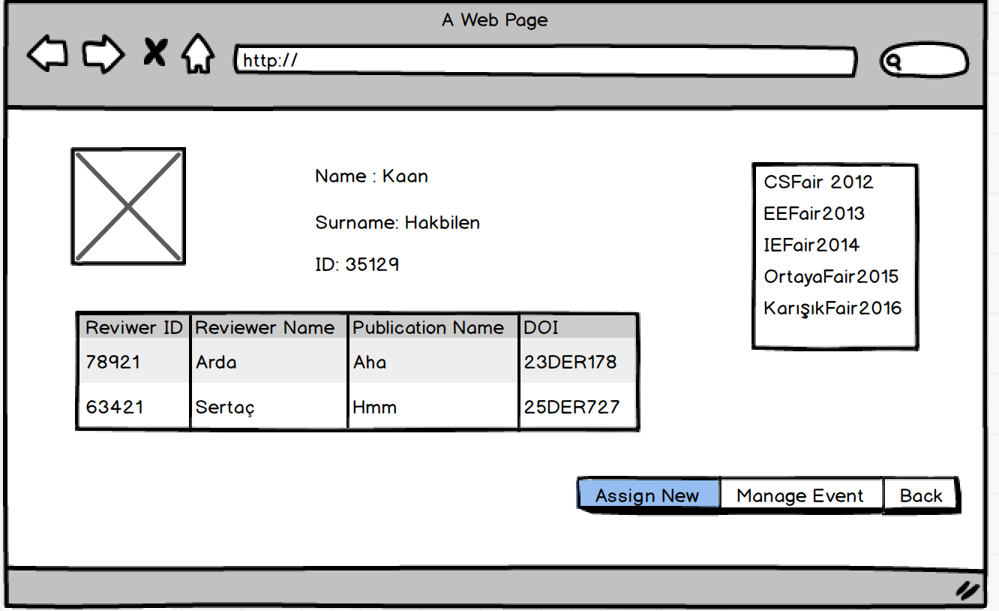 A Web Page
http://
Name : Kaan
Surname: Hakbilen
ID: 35129
CSFair 2012
EEFair2013
IEFair2014
OrtayaFair2015
KarışıkFair2016
Reviwer ID Reviewer Name Publication Name DOI
78921 Arda Aha 23DER178
63421 Sertaç Hmm 25DER727
Assign New Manage Event Back